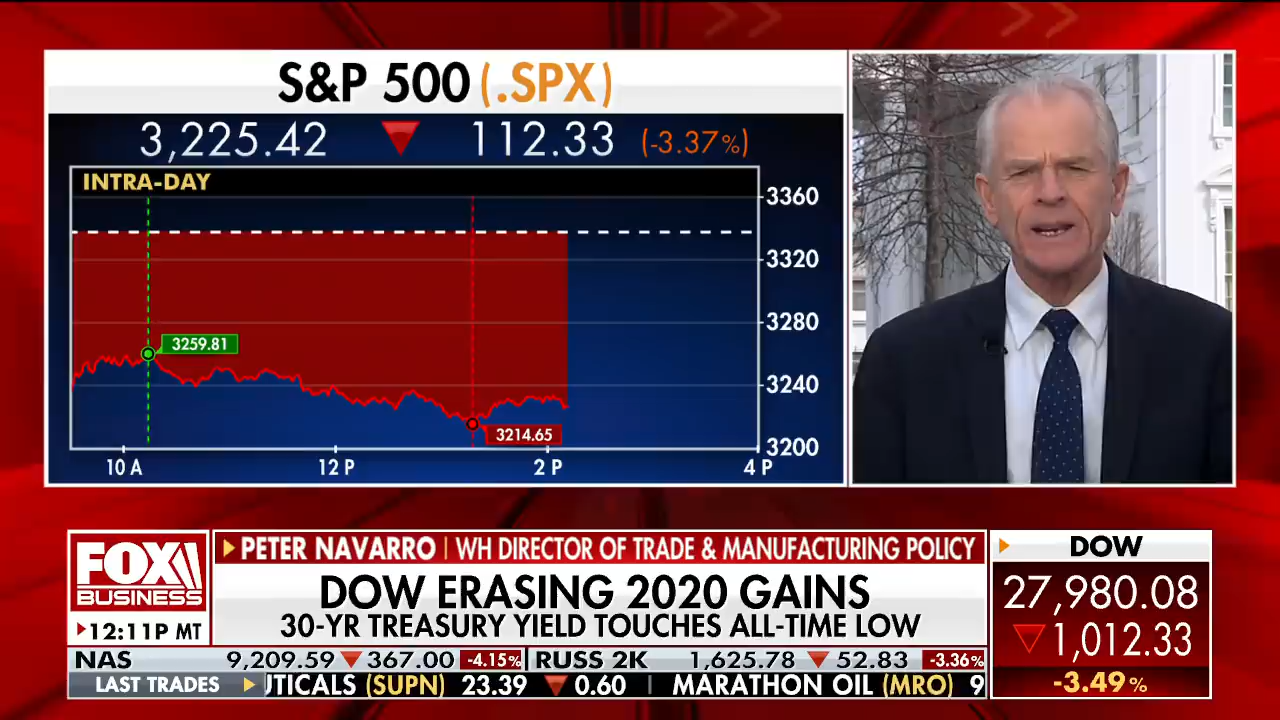 S&P 500 (.SPX)
3,225.42 ▼ 112.33 (-3.37%)
INTRA-DAY
3360
3320
3280
3240
3200
3259.81
3214.65
10 A 12 P 2 P 4 P
FOX
BUSINESS
12:11P MT
PETER NAVARRO | WH DIRECTOR OF TRADE & MANUFACTURING POLICY
DOW ERASING 2020 GAINS
30-YR TREASURY YIELD TOUCHES ALL-TIME LOW
DOW
27,980.08
▼1,012.33
-3.49%
NAS 9,209.59 ▼ 367.00 -4.15% RUSS 2K 1,625.78 ▼ 52.83 -3.36%
LAST TRADES UTICALS (SUPN) 23.39 ▼ 0.60 | MARATHON OIL (MRO) 9